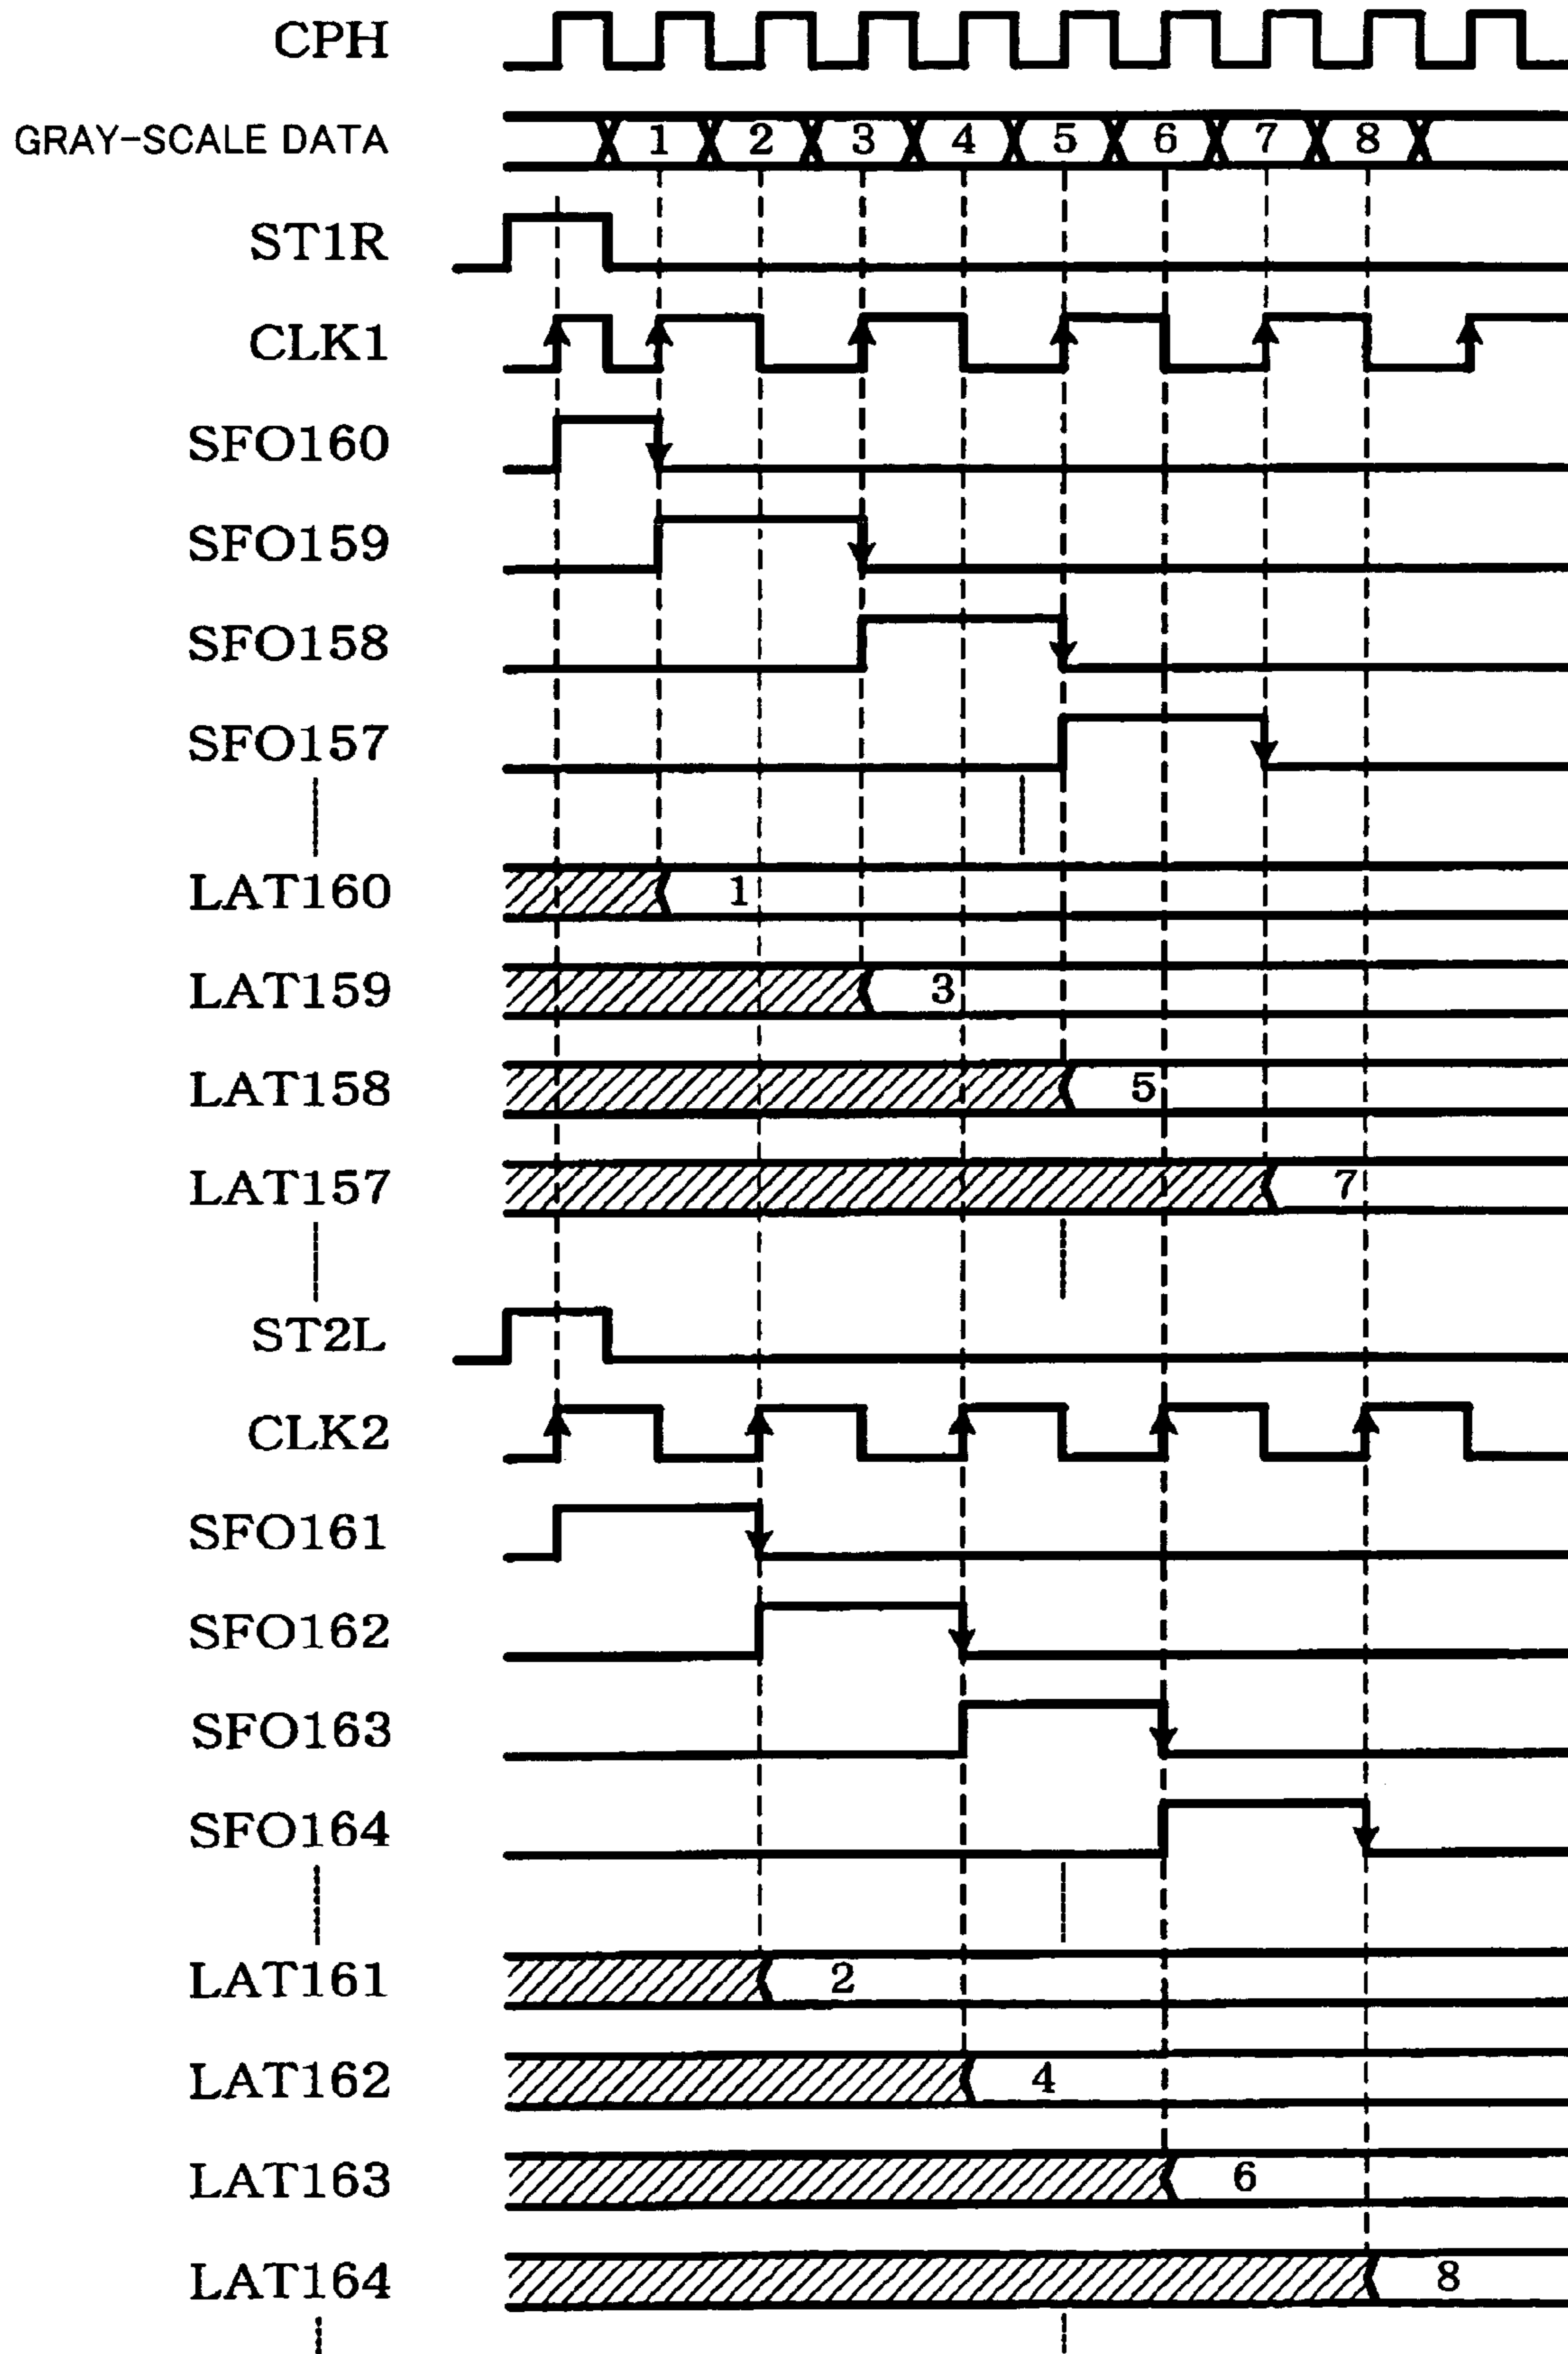 CPH
GRAY-SCALE DATA 1 2 3 4 5 6 7 8
ST1R
CLK1
SFO160
SFO159
SFO158
SFO157
LAT160 1
LAT159 3
LAT158 5
LAT157 7
ST2L
CLK2
SFO161
SFO162
SFO163
SFO164
LAT161 2
LAT162 4
LAT163 6
LAT164 8